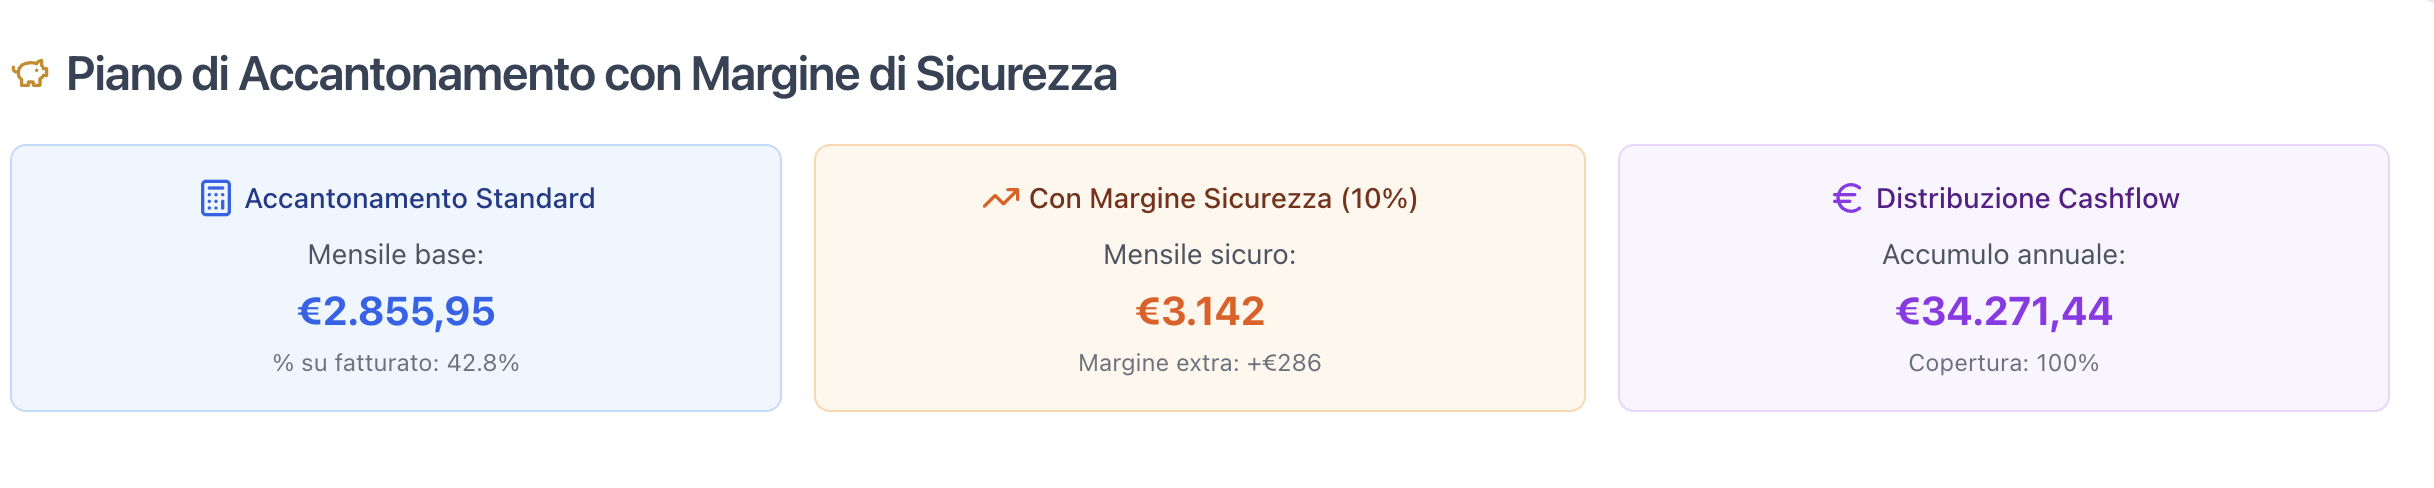 Piano di Accantonamento con Margine di Sicurezza
Accantonamento Standard
Mensile base:
€2.855,95
% su fatturato: 42.8%
Con Margine Sicurezza (10%)
Mensile sicuro:
€3.142
Margine extra: +€286
Distribuzione Cashflow
Accumulo annuale:
€34.271,44
Copertura: 100%